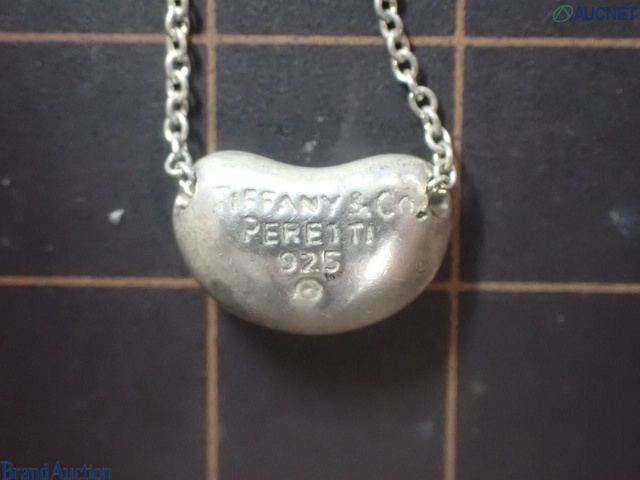 AUCNET
TIFFANY & Co.
PERETTI
925
Brand Auction